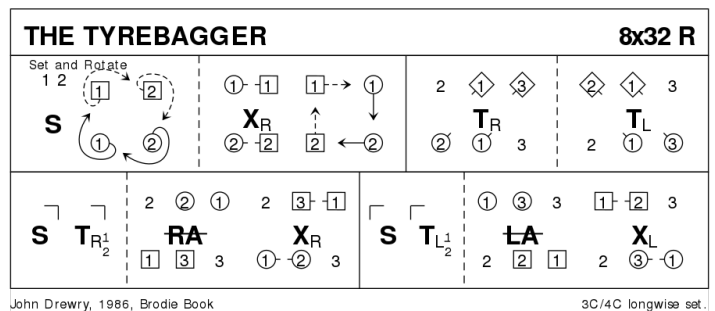 THE TYREBAGGER 8x32 R
Set and Rotate
1 2 1 2 1 1 1 1 2 1 3 2 1 3
S X R T R T L
1 2 2 2 2 2 2 1 3 2 1 3
2 2 1 2 3 1 1 3 3 1 2 3
S T R 1/2 RA X R S T L 1/2 LA X L
1 3 3 1 2 3 2 2 1 2 3 1
John Drewry, 1986, Brodie Book 3C/4C longwise set.